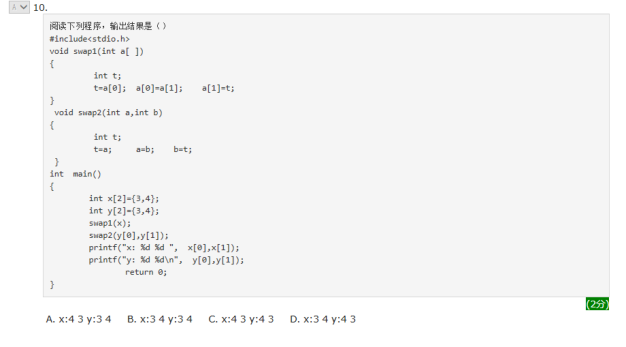 A 10.
阅读下列程序，输出结果是（ ）
#include<stdio.h>
void swap1(int a[ ])
{
int t;
t=a[0]; a[0]=a[1]; a[1]=t;
}
void swap2(int a,int b)
{
int t;
t=a; a=b; b=t;
}
int main()
{
int x[2]={3,4};
int y[2]={3,4};
swap1(x);
swap2(y[0],y[1]);
printf("x: %d %d ", x[0],x[1]);
printf("y: %d %d\n", y[0],y[1]);
return 0;
}
(2分)
A. x:4 3 y:3 4 B. x:3 4 y:3 4 C. x:4 3 y:4 3 D. x:3 4 y:4 3